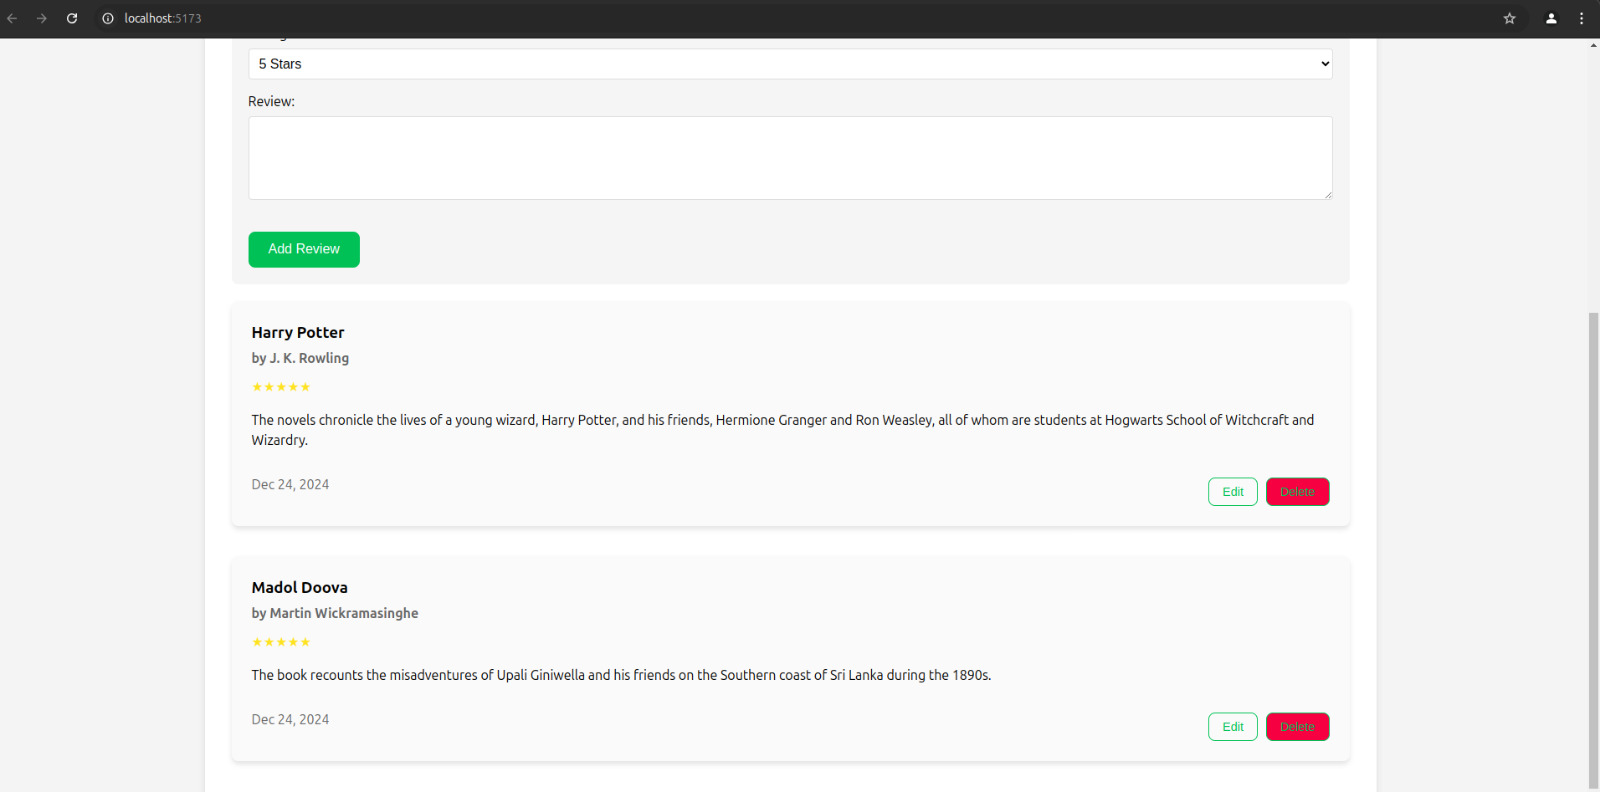 localhost:5173
5 Stars
Review:
Add Review
Harry Potter
by J. K. Rowling
★★★★★
The novels chronicle the lives of a young wizard, Harry Potter, and his friends, Hermione Granger and Ron Weasley, all of whom are students at Hogwarts School of Witchcraft and
Wizardry.
Dec 24, 2024
Edit
Delete
Madol Doova
by Martin Wickramasinghe
★★★★★
The book recounts the misadventures of Upali Giniwella and his friends on the Southern coast of Sri Lanka during the 1890s.
Dec 24, 2024
Edit
Delete